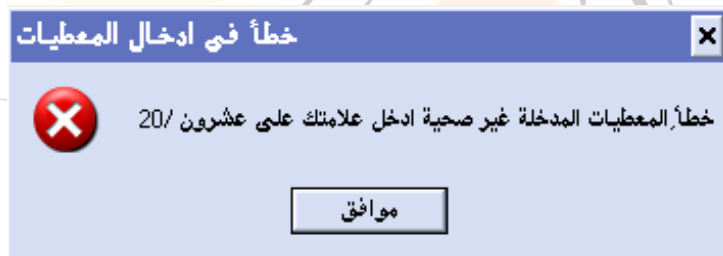 خطأ في ادخال المعطيات
خطأ,المعطيات المدخلة غير صحية ادخل علامتك على عشرون /20
موافق